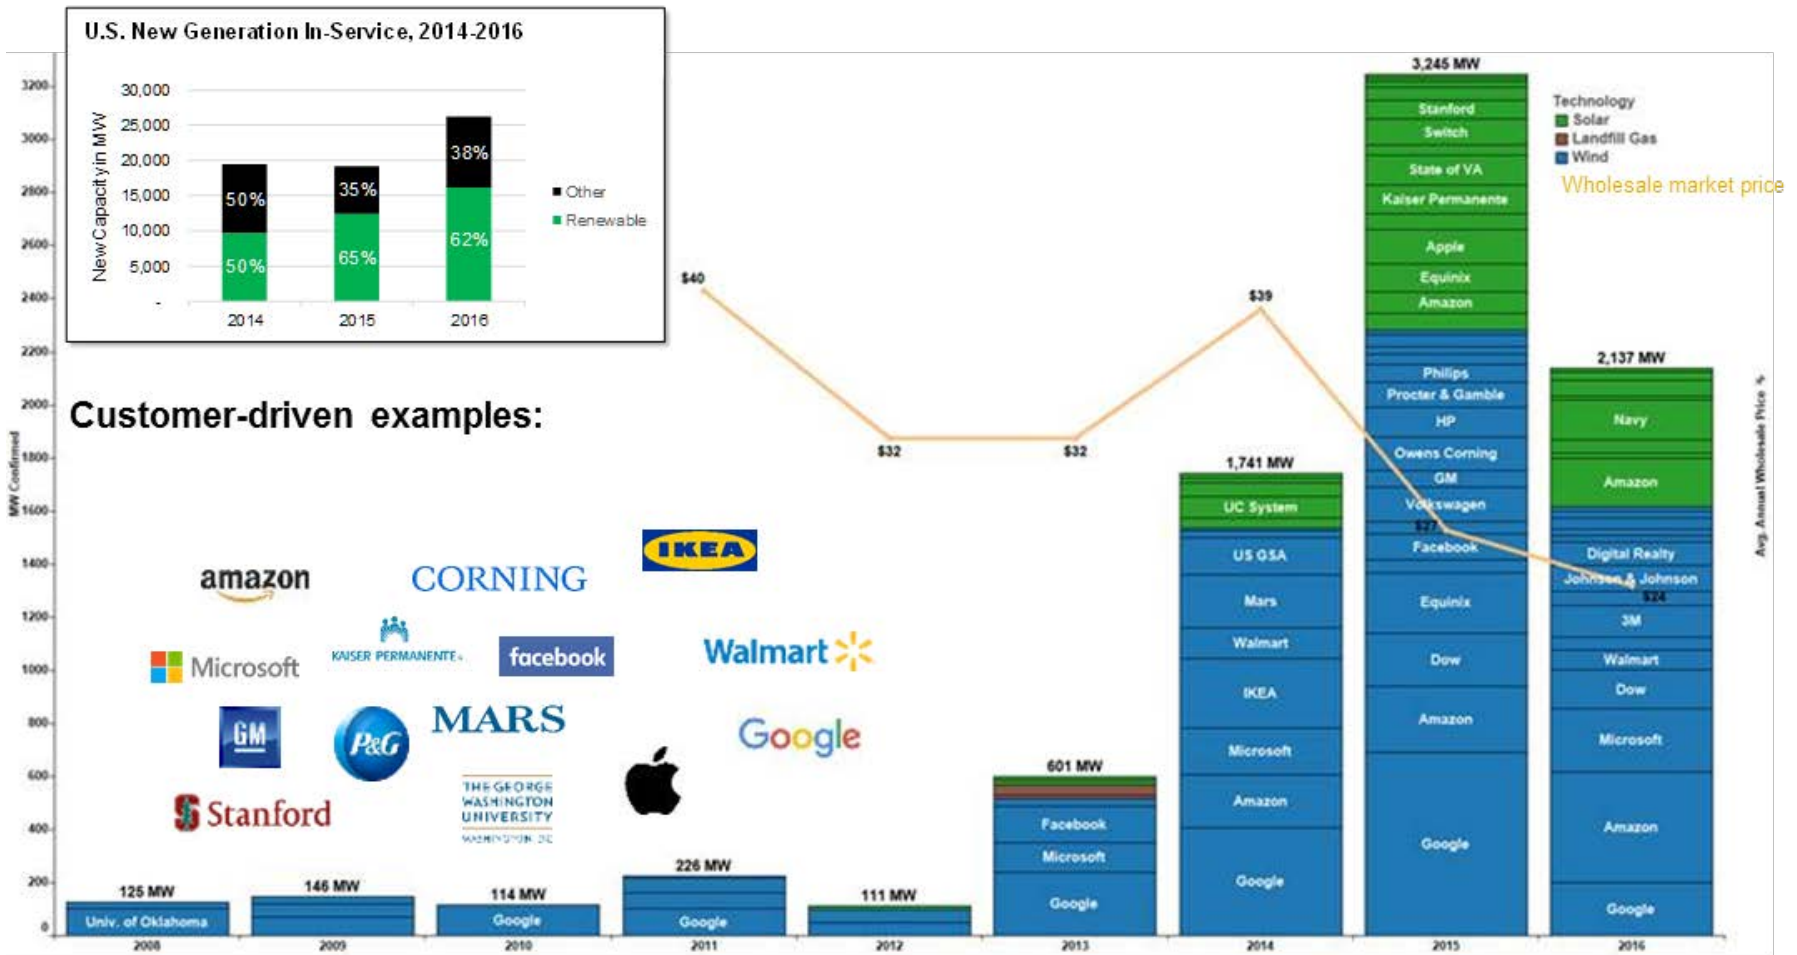 U.S. New Generation In-Service, 2014-2016
New Capacity in MW
30,000
25,000
20,000
15,000
10,000
5,000
-
50%
50%
35%
65%
38%
62%
2014
2015
2016
Other
Renewable
Customer-driven examples:
amazon
CORNING
IKEA
Microsoft
KAISER PERMANENTE
facebook
Walmart
GM
P&G
MARS
Google
Stanford
THE GEORGE
WASHINGTON
UNIVERSITY
WASHINGTON, DC
MW Confirmed
3200
3000
2800
2600
2400
2200
2000
1800
1600
1400
1200
1000
800
600
400
200
0
$40
$32
$32
$39
$27
$24
125 MW
Univ. of Oklahoma
2008
146 MW
2009
114 MW
Google
2010
226 MW
Google
2011
111 MW
2012
601 MW
Facebook
Microsoft
Google
2013
1,741 MW
UC System
US GSA
Mars
Walmart
IKEA
Microsoft
Amazon
Google
2014
3,245 MW
Stanford
Switch
State of VA
Kaiser Permanente
Apple
Equinix
Amazon
Philips
Procter & Gamble
HP
Owens Corning
GM
Volkswagen
Facebook
Equinix
Dow
Amazon
Google
2015
2,137 MW
Navy
Amazon
Digital Realty
Johnson & Johnson
3M
Walmart
Dow
Microsoft
Amazon
Google
2016
Technology
Solar
Landfill Gas
Wind
Wholesale market price
Avg. Annual Wholesale Price %